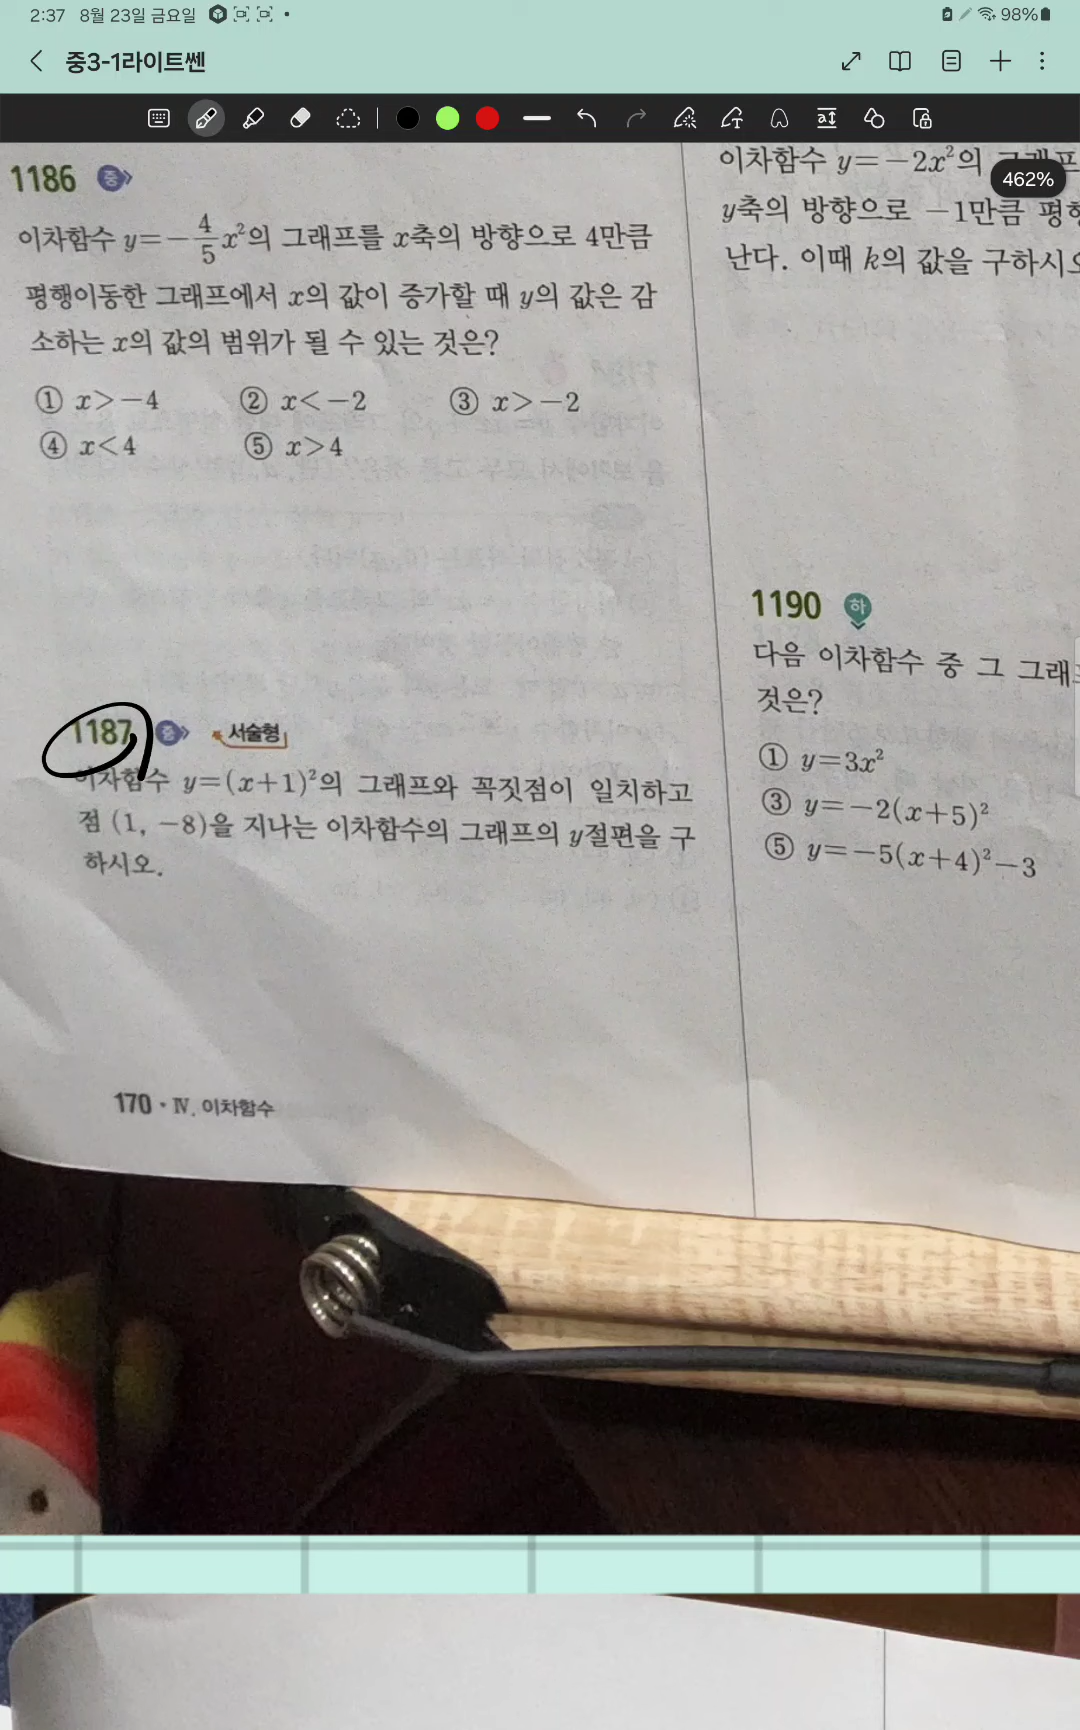 2:37 8월 23일 금요일
98%
중3-1라이트쎈
462%
1186 중
이차함수 y=-4/5x²의 그래프를 x축의 방향으로 4만큼
평행이동한 그래프에서 x의 값이 증가할 때 y의 값은 감
소하는 x의 값의 범위가 될 수 있는 것은?
① x>-4 ② x<-2 ③ x>-2
④ x<4 ⑤ x>4
1187 중 서술형
이차함수 y=(x+1)²의 그래프와 꼭짓점이 일치하고
점 (1, -8)을 지나는 이차함수의 그래프의 y절편을 구
하시오.
170 · Ⅳ. 이차함수
이차함수 y=-2x²의
y축의 방향으로 -1만큼
난다. 이때 k의 값을 구하시오
1190 하
다음 이차함수 중 그 그래
것은?
① y=3x²
③ y=-2(x+5)²
⑤ y=-5(x+4)²-3